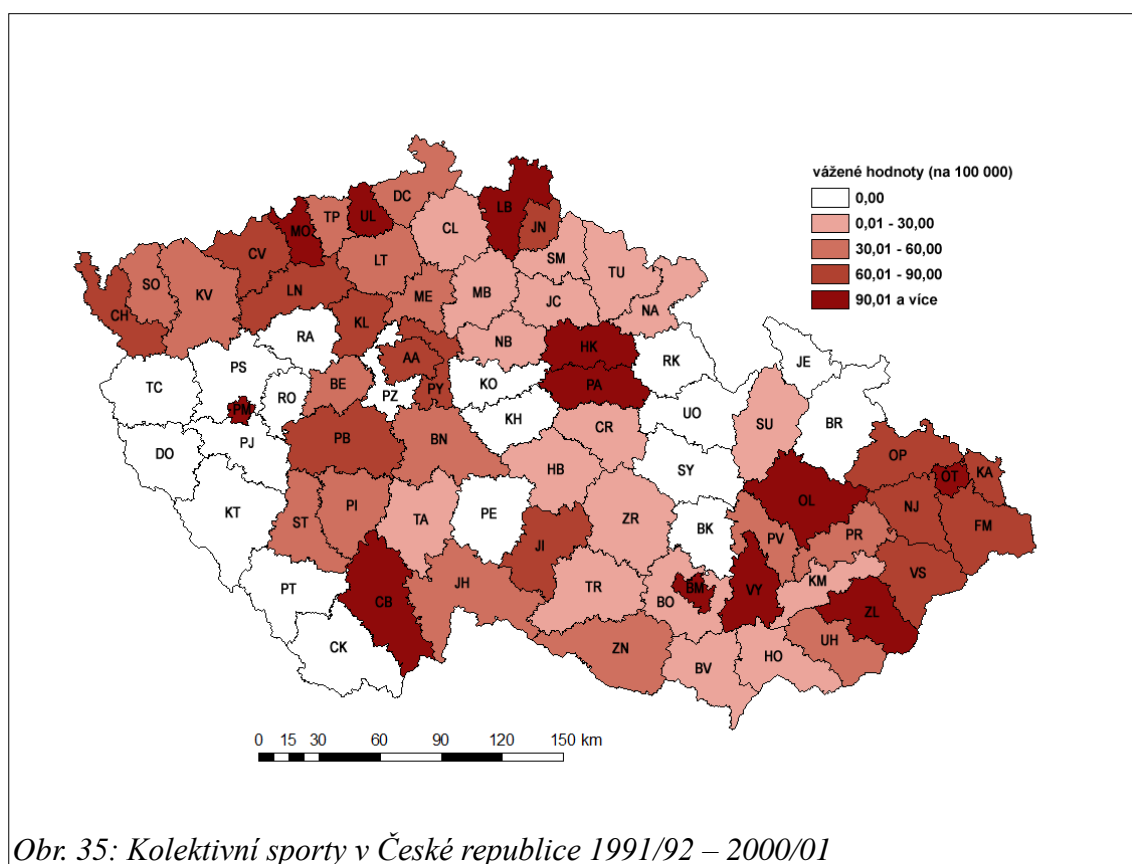 vážené hodnoty (na 100 000)
0,00
0,01 - 30,00
30,01 - 60,00
60,01 - 90,00
90,01 a více
DC
LB
TP
UL
MO
JN
CL
CV
LT
SM
TU
SO
KV
LN
ME
MB
JC
NA
CH
KL
RA
NB
HK
RK
JE
PS
AA
TC
RO
BE
PZ
PY
KO
PA
PM
KH
UO
BR
CR
SU
DO
PJ
PB
BN
OP
HB
SY
OT
KA
KT
OL
NJ
FM
ST
PI
TA
PE
ZR
BK
JI
PV
PR
VS
PT
CB
JH
TR
BO
BM
VY
KM
ZL
CK
ZN
BV
HO
UH
0 15 30 60 90 120 150 km
Obr. 35: Kolektivní sporty v České republice 1991/92 – 2000/01